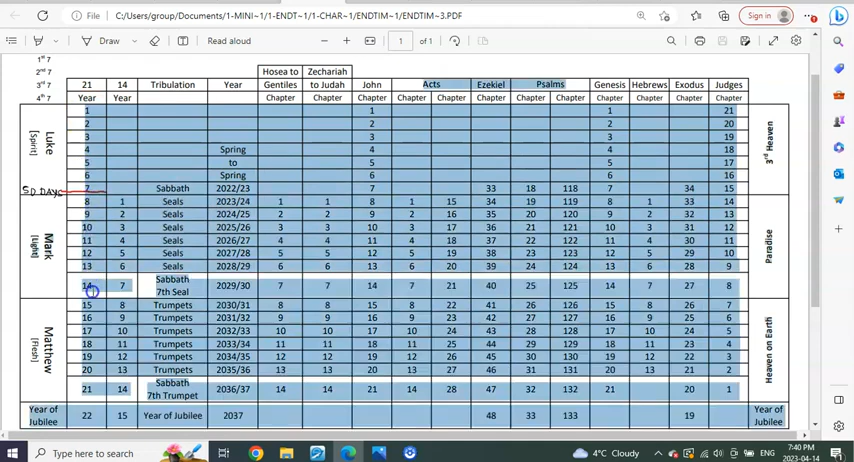 File | C:/Users/group/Documents/1-MINI~1/1-ENDT~1/1-CHAR~1/ENDTIM~1/ENDTIM~3.PDF
Sign in
Draw
Read aloud
1 of 1
1st 7
2nd 7
3rd 7
4th 7
Hosea to Zechariah
21 14 Tribulation Year Gentiles to Judah John Acts Ezekiel Psalms Genesis Hebrews Exodus Judges
Year Year Chapter Chapter Chapter Chapter Chapter Chapter Chapter Chapter Chapter Chapter Chapter Chapter
1 1 1 21
2 2 2 20
3 3 3 19
4 Spring 4 4 18
5 to 5 5 17
6 Spring 6 6 16
7 Sabbath 2022/23 7 33 18 118 7 34 15
8 1 Seals 2023/24 1 1 8 1 15 34 19 119 8 1 33 14
9 2 Seals 2024/25 2 2 9 2 16 35 20 120 9 2 32 13
10 3 Seals 2025/26 3 3 10 3 17 36 21 121 10 3 31 12
11 4 Seals 2026/27 4 4 11 4 18 37 22 122 11 4 30 11
12 5 Seals 2027/28 5 5 12 5 19 38 23 123 12 5 29 10
13 6 Seals 2028/29 6 6 13 6 20 39 24 124 13 6 28 9
14 7 Sabbath 2029/30 7 7 14 7 21 40 25 125 14 7 27 8
7th Seal
15 8 Trumpets 2030/31 8 8 15 8 22 41 26 126 15 8 26 7
16 9 Trumpets 2031/32 9 9 16 9 23 42 27 127 16 9 25 6
17 10 Trumpets 2032/33 10 10 17 10 24 43 28 128 17 10 24 5
18 11 Trumpets 2033/34 11 11 18 11 25 44 29 129 18 11 23 4
19 12 Trumpets 2034/35 12 12 19 12 26 45 30 130 19 12 22 3
20 13 Trumpets 2035/36 13 13 20 13 27 46 31 131 20 13 21 2
21 14 Sabbath 2036/37 14 14 21 14 28 47 32 132 21 20 1
7th Trumpet
Year of Jubilee 22 15 Year of Jubilee 2037 48 33 133 19 Year of Jubilee
Luke
[Spirit]
50 DAYS
Mark
[Light]
Matthew
[Flesh]
3rd Heaven
Paradise
Heaven on Earth
Type here to search
4°C Cloudy
ENG
7:40 PM
2023-04-14